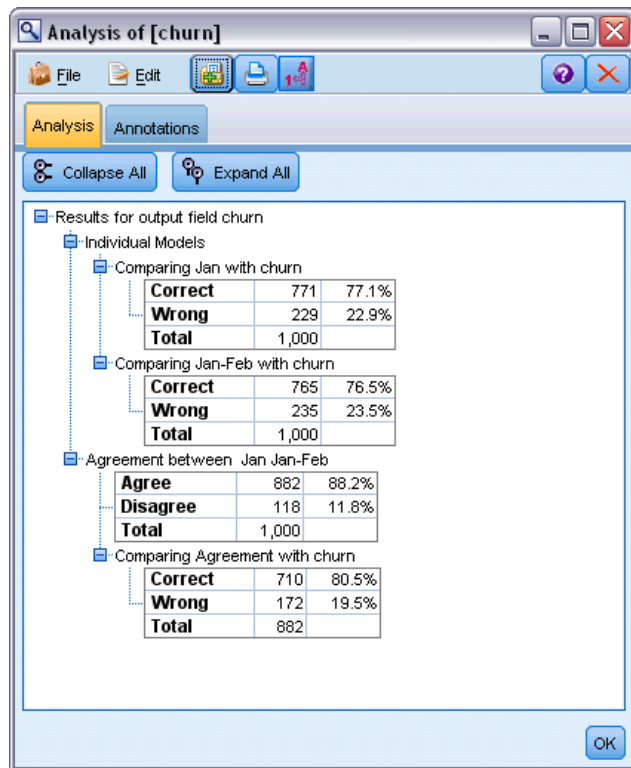 Analysis of [churn]
File Edit
Analysis Annotations
Collapse All Expand All
Results for output field churn
Individual Models
Comparing Jan with churn
Correct 771 77.1%
Wrong 229 22.9%
Total 1,000
Comparing Jan-Feb with churn
Correct 765 76.5%
Wrong 235 23.5%
Total 1,000
Agreement between Jan Jan-Feb
Agree 882 88.2%
Disagree 118 11.8%
Total 1,000
Comparing Agreement with churn
Correct 710 80.5%
Wrong 172 19.5%
Total 882
OK